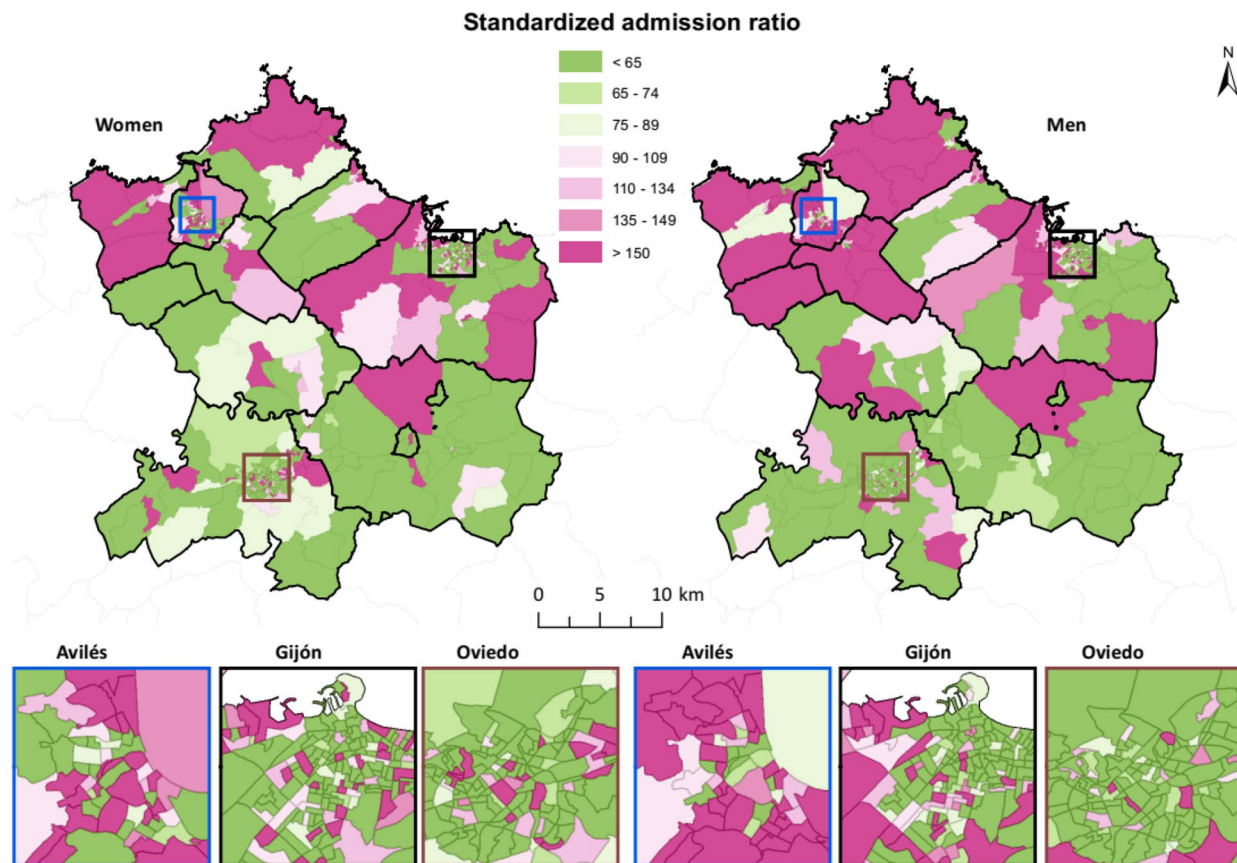 Standardized admission ratio
N
< 65
65 - 74
75 - 89
90 - 109
110 - 134
135 - 149
> 150
Women
Men
0 5 10 km
Avilés Gijón Oviedo Avilés Gijón Oviedo